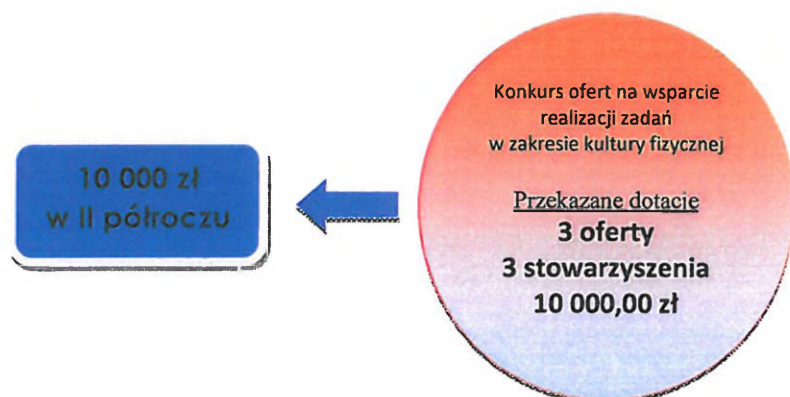 10 000 zł
w II półroczu
Konkurs ofert na wsparcie
realizacji zadań
w zakresie kultury fizycznej
Przekazane dotacje
3 oferty
3 stowarzyszenia
10 000,00 zł